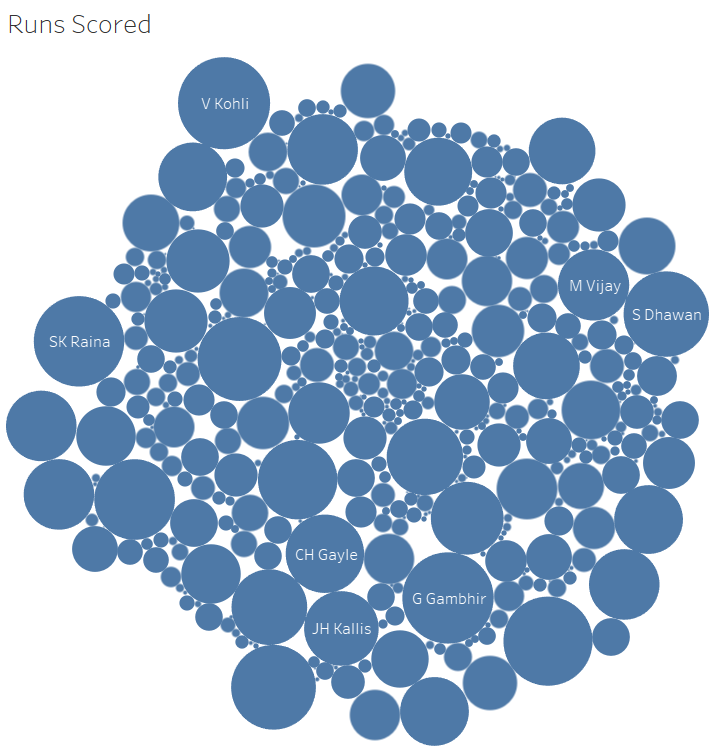 Runs Scored
V Kohli
M Vijay
S Dhawan
SK Raina
CH Gayle
G Gambhir
JH Kallis